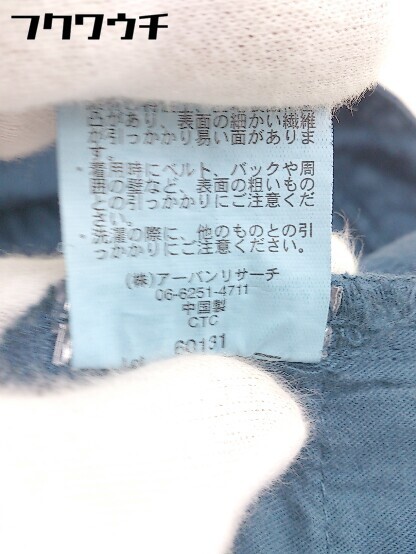 フクワウチ
凸があり、表面の細かい繊維
が引っかかり易い面がありま
す。
・着用時にベルト、バックや周
囲の壁など、表面の粗いもの
との引っかかりにご注意くだ
さい。
・洗濯の際に、他のものとの引
っかかりにご注意ください。
(株)アーバンリサーチ
06-6251-4711
中国製
CTC
60131